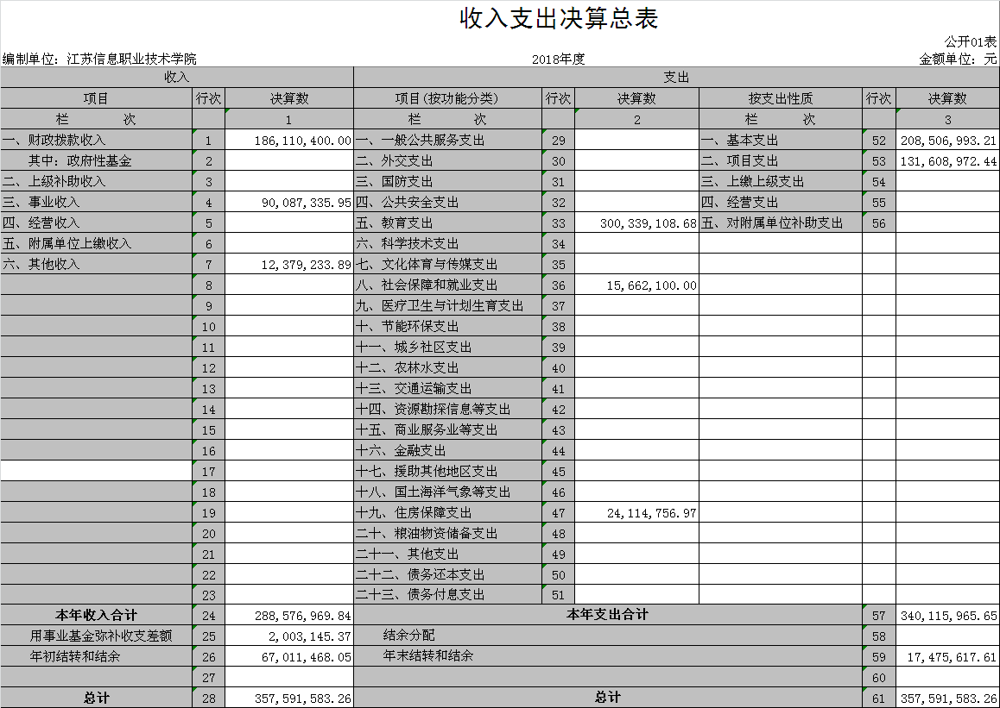 收入支出决算总表
公开01表
编制单位：江苏信息职业技术学院 2018年度 金额单位：元
收入 支出
项目 行次 决算数 项目(按功能分类) 行次 决算数 按支出性质 行次 决算数
栏 次 1 栏 次 2 栏 次 3
一、财政拨款收入 1 186,110,400.00 一、一般公共服务支出 29 一、基本支出 52 208,506,993.21
其中：政府性基金 2 二、外交支出 30 二、项目支出 53 131,608,972.44
二、上级补助收入 3 三、国防支出 31 三、上缴上级支出 54
三、事业收入 4 90,087,335.95 四、公共安全支出 32 四、经营支出 55
四、经营收入 5 五、教育支出 33 300,339,108.68 五、对附属单位补助支出 56
五、附属单位上缴收入 6 六、科学技术支出 34
六、其他收入 7 12,379,233.89 七、文化体育与传媒支出 35
8 八、社会保障和就业支出 36 15,662,100.00
9 九、医疗卫生与计划生育支出 37
10 十、节能环保支出 38
11 十一、城乡社区支出 39
12 十二、农林水支出 40
13 十三、交通运输支出 41
14 十四、资源勘探信息等支出 42
15 十五、商业服务业等支出 43
16 十六、金融支出 44
17 十七、援助其他地区支出 45
18 十八、国土海洋气象等支出 46
19 十九、住房保障支出 47 24,114,756.97
20 二十、粮油物资储备支出 48
21 二十一、其他支出 49
22 二十二、债务还本支出 50
23 二十三、债务付息支出 51
本年收入合计 24 288,576,969.84 本年支出合计 57 340,115,965.65
用事业基金弥补收支差额 25 2,003,145.37 结余分配 58
年初结转和结余 26 67,011,468.05 年末结转和结余 59 17,475,617.61
27 60
总计 28 357,591,583.26 总计 61 357,591,583.26